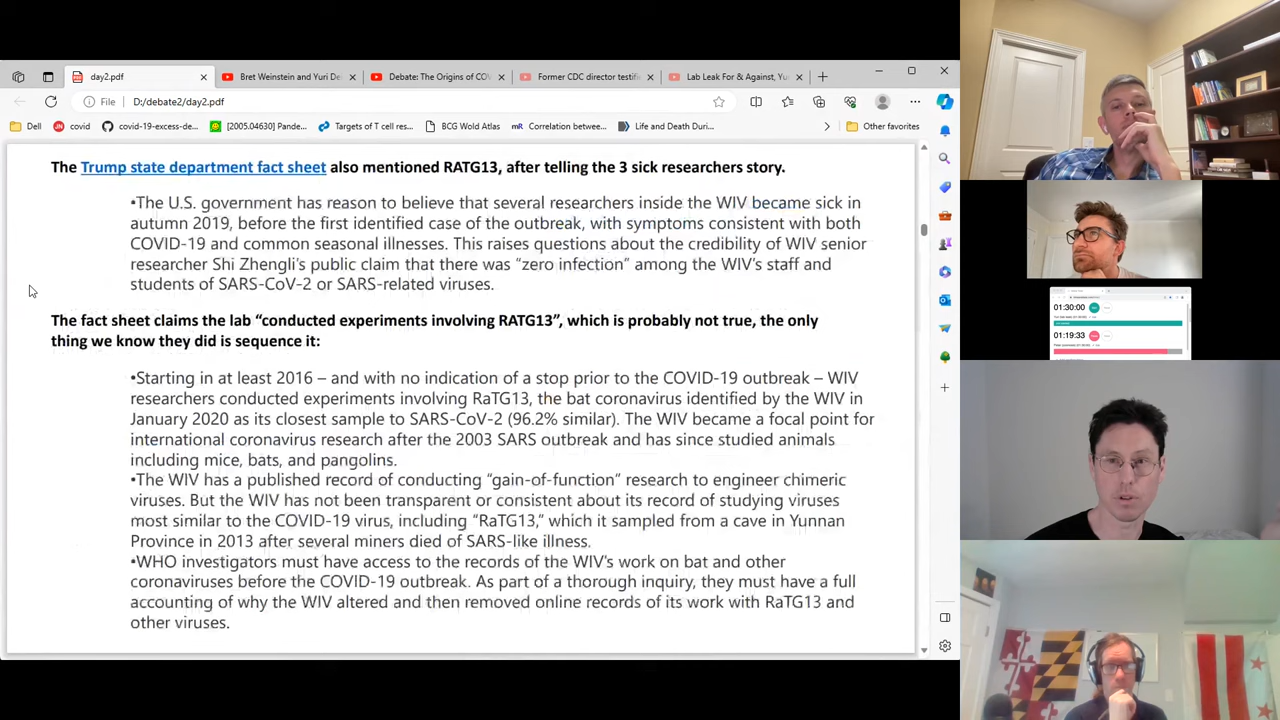 day2.pdf
Bret Weinstein and Yuri De
Debate: The Origins of CO
Former CDC director testifi
Lab Leak For & Against, Yu
File
D:/debate2/day2.pdf
Dell
covid
covid-19-excess-de...
[2005.04630] Pande...
Targets of T cell res...
BCG Wold Atlas
Correlation betwee...
Life and Death Duri...
Other favorites
The Trump state department fact sheet also mentioned RATG13, after telling the 3 sick researchers story.
•The U.S. government has reason to believe that several researchers inside the WIV became sick in
autumn 2019, before the first identified case of the outbreak, with symptoms consistent with both
COVID-19 and common seasonal illnesses. This raises questions about the credibility of WIV senior
researcher Shi Zhengli's public claim that there was "zero infection" among the WIV's staff and
students of SARS-CoV-2 or SARS-related viruses.
The fact sheet claims the lab "conducted experiments involving RATG13", which is probably not true, the only
thing we know they did is sequence it:
•Starting in at least 2016 – and with no indication of a stop prior to the COVID-19 outbreak – WIV
researchers conducted experiments involving RaTG13, the bat coronavirus identified by the WIV in
January 2020 as its closest sample to SARS-CoV-2 (96.2% similar). The WIV became a focal point for
international coronavirus research after the 2003 SARS outbreak and has since studied animals
including mice, bats, and pangolins.
•The WIV has a published record of conducting "gain-of-function" research to engineer chimeric
viruses. But the WIV has not been transparent or consistent about its record of studying viruses
most similar to the COVID-19 virus, including "RaTG13," which it sampled from a cave in Yunnan
Province in 2013 after several miners died of SARS-like illness.
•WHO investigators must have access to the records of the WIV's work on bat and other
coronaviruses before the COVID-19 outbreak. As part of a thorough inquiry, they must have a full
accounting of why the WIV altered and then removed online records of its work with RaTG13 and
other viruses.
01:30:00
01:19:33